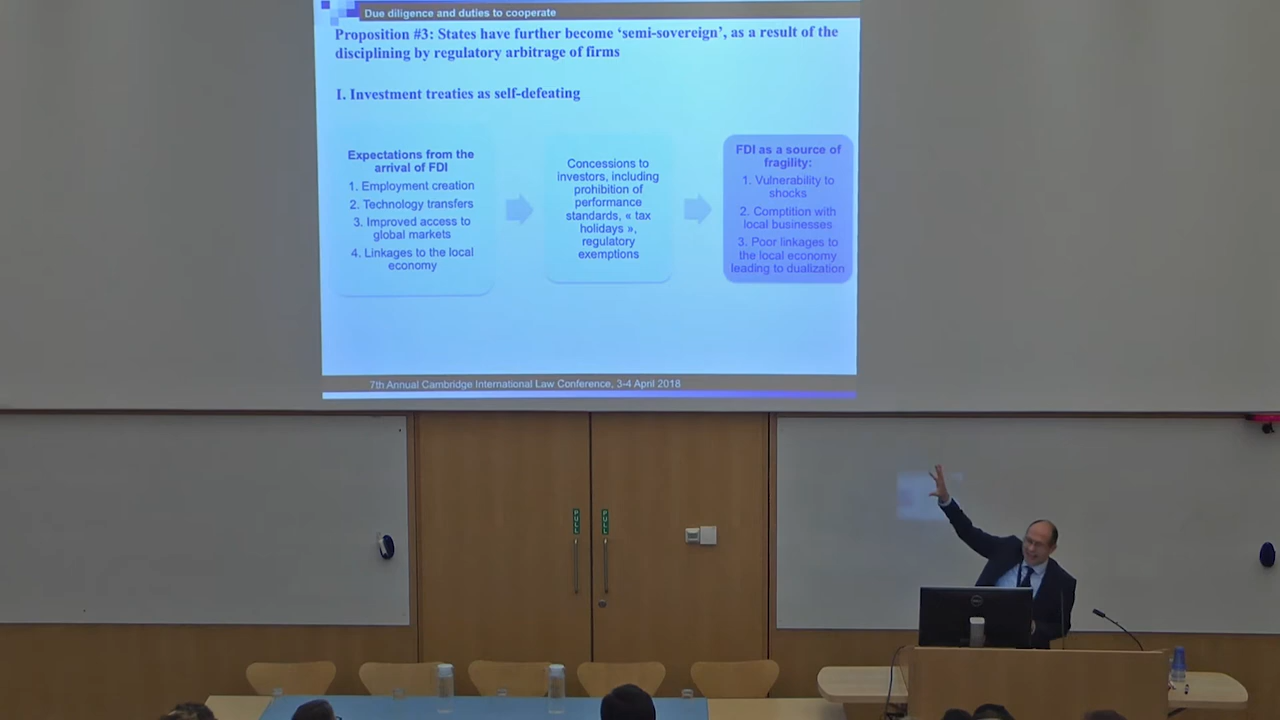 Due diligence and duties to cooperate
Proposition #3: States have further become ‘semi-sovereign’, as a result of the
disciplining by regulatory arbitrage of firms
I. Investment treaties as self-defeating
Expectations from the
arrival of FDI
1. Employment creation
2. Technology transfers
3. Improved access to
global markets
4. Linkages to the local
economy
Concessions to
investors, including
prohibition of
performance
standards, « tax
holidays »,
regulatory
exemptions
FDI as a source of
fragility:
1. Vulnerability to
shocks
2. Comptition with
local businesses
3. Poor linkages to
the local economy
leading to dualization
7th Annual Cambridge International Law Conference, 3-4 April 2018
PULL
PULL
DELL